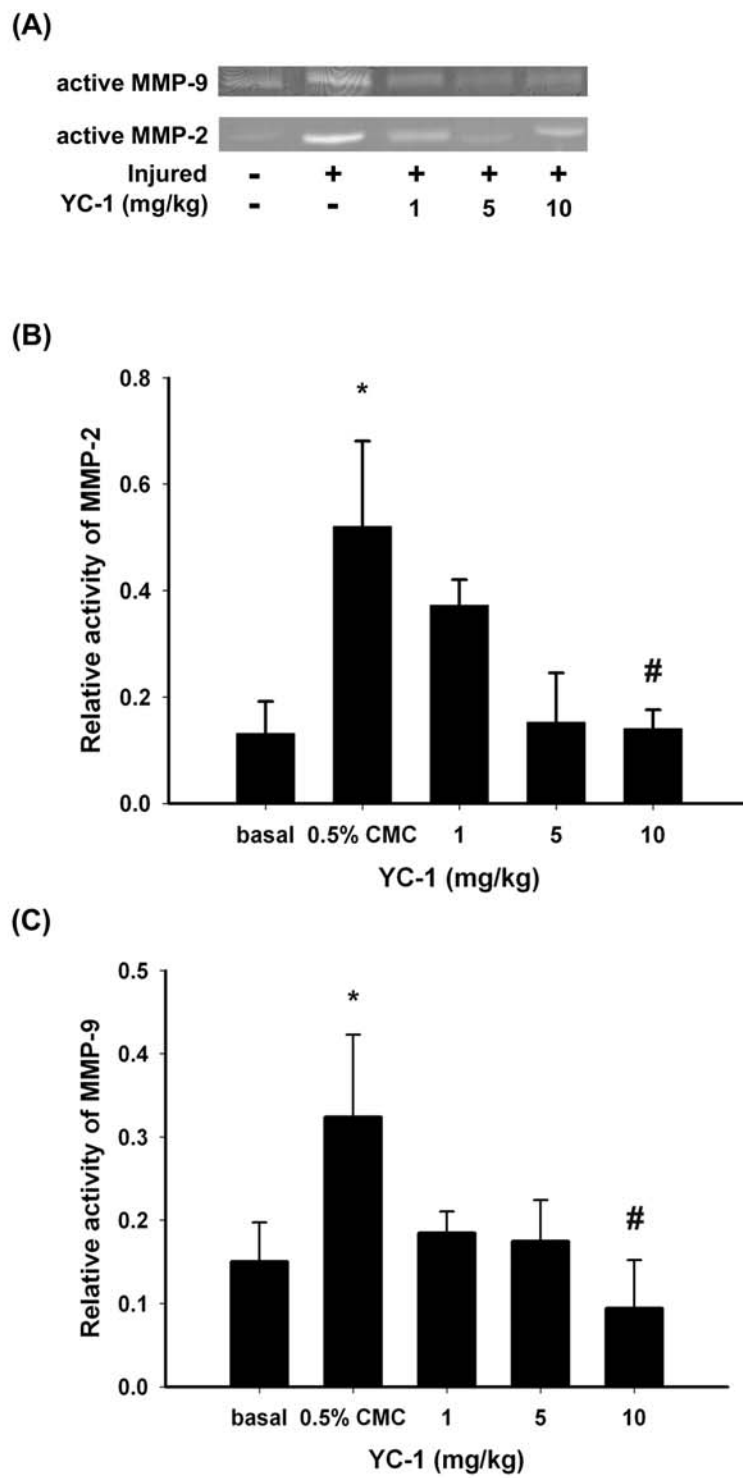 (A)
active MMP-9
active MMP-2
Injured - + + + +
YC-1 (mg/kg) - - 1 5 10
(B)
Relative activity of MMP-2
0.8
*
0.6
0.4
#
0.2
0.0
basal 0.5% CMC 1 5 10
YC-1 (mg/kg)
(C)
Relative activity of MMP-9
0.5
*
0.4
0.3
#
0.2
0.1
0.0
basal 0.5% CMC 1 5 10
YC-1 (mg/kg)